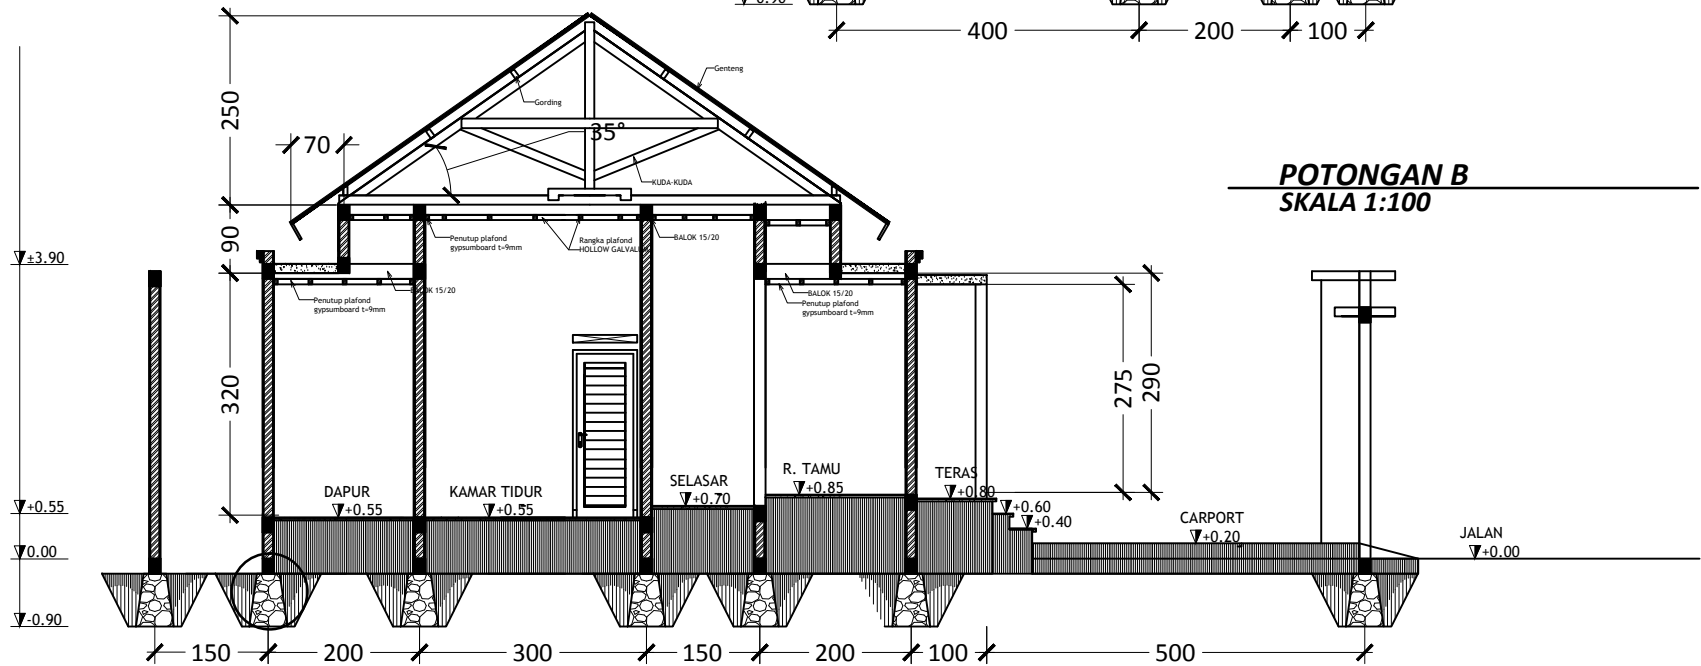 -0.90
400
200
100
Genteng
Gording
250
35°
70
KUDA-KUDA
POTONGAN B
SKALA 1:100
Penutup plafond
gypsumboard t=9mm
Rangka plafond
HOLLOW GALVALUM
BALOK 15/20
90
±3.90
BALOK 15/20
Penutup plafond
gypsumboard t=9mm
BALOK 15/20
Penutup plafond
gypsumboard t=9mm
320
275
290
DAPUR
+0.55
KAMAR TIDUR
+0.55
SELASAR
+0.70
R. TAMU
+0.85
TERAS
+0.80
+0.60
+0.40
CARPORT
+0.20
JALAN
+0.00
+0.55
0.00
-0.90
150
200
300
150
200
100
500